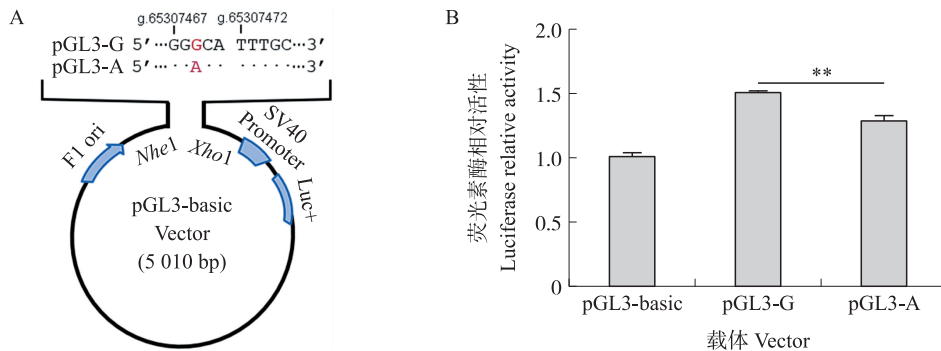 A
g.65307467 g.65307472
pGL3-G 5′···GGGCA TTTGC···3′
pGL3-A 5′···· ·A·· ·····3′
F1 ori
Nhe1
Xho1
SV40
Promoter
Luc+
pGL3-basic
Vector
(5 010 bp)
B
荧光素酶相对活性
Luciferase relative activity
2.0
1.5
1.0
0.5
0
**
pGL3-basic pGL3-G pGL3-A
载体 Vector